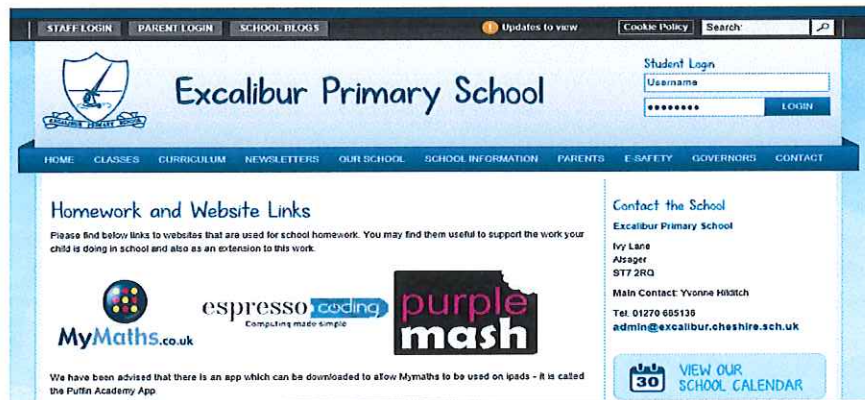 STAFF LOGIN PARENT LOGIN SCHOOL BLOGS Updates to view Cookie Policy Search:
Student Login
Username
LOGIN
Excalibur Primary School
EXCALIBUR PRIMARY SCHOOL
HOME CLASSES CURRICULUM NEWSLETTERS OUR SCHOOL SCHOOL INFORMATION PARENTS E-SAFETY GOVERNORS CONTACT
Homework and Website Links
Please find below links to websites that are used for school homework. You may find them useful to support the work your
child is doing in school and also as an extension to this work.
MyMaths.co.uk
espresso coding
Computing made simple
purple
mash
We have been advised that there is an app which can be downloaded to allow Mymaths to be used on ipads - it is called
the Puffin Academy App
Contact the School
Excalibur Primary School
Ivy Lane
Alsager
ST7 2RQ
Main Contact: Yvonne Hilditch
Tel. 01270 685136
admin@excalibur.cheshire.sch.uk
30
VIEW OUR
SCHOOL CALENDAR